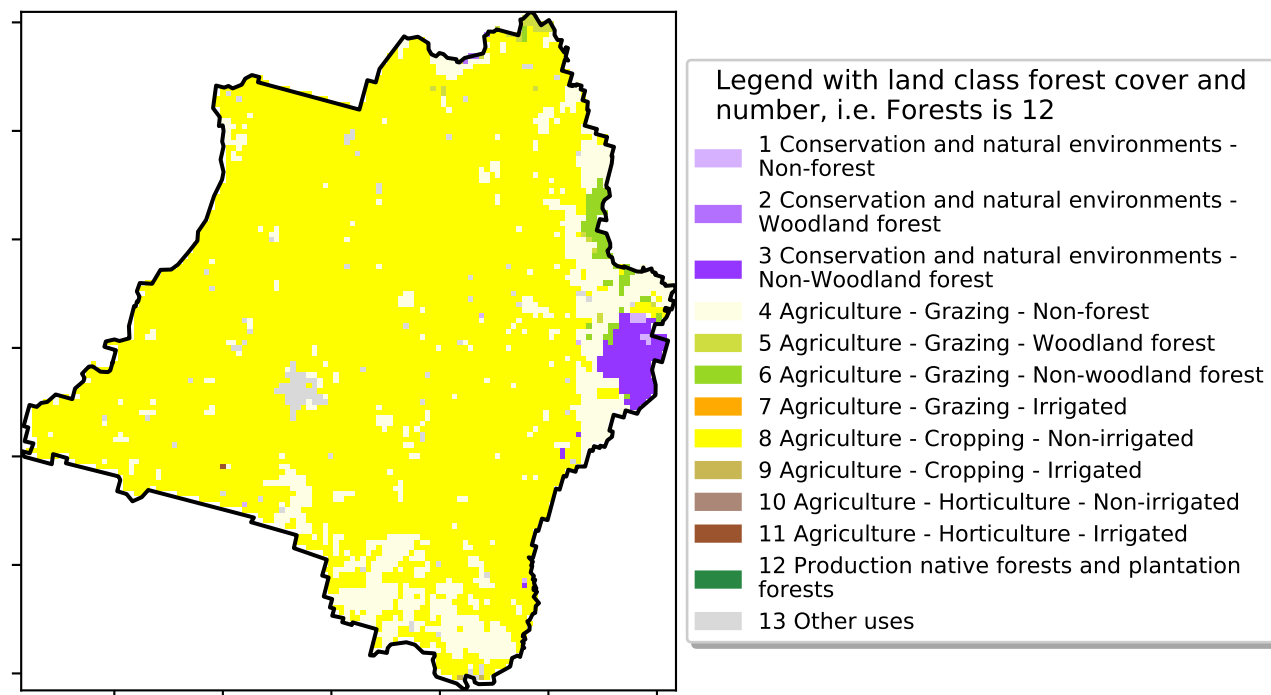 Legend with land class forest cover and
number, i.e. Forests is 12
1 Conservation and natural environments -
Non-forest
2 Conservation and natural environments -
Woodland forest
3 Conservation and natural environments -
Non-Woodland forest
4 Agriculture - Grazing - Non-forest
5 Agriculture - Grazing - Woodland forest
6 Agriculture - Grazing - Non-woodland forest
7 Agriculture - Grazing - Irrigated
8 Agriculture - Cropping - Non-irrigated
9 Agriculture - Cropping - Irrigated
10 Agriculture - Horticulture - Non-irrigated
11 Agriculture - Horticulture - Irrigated
12 Production native forests and plantation
forests
13 Other uses